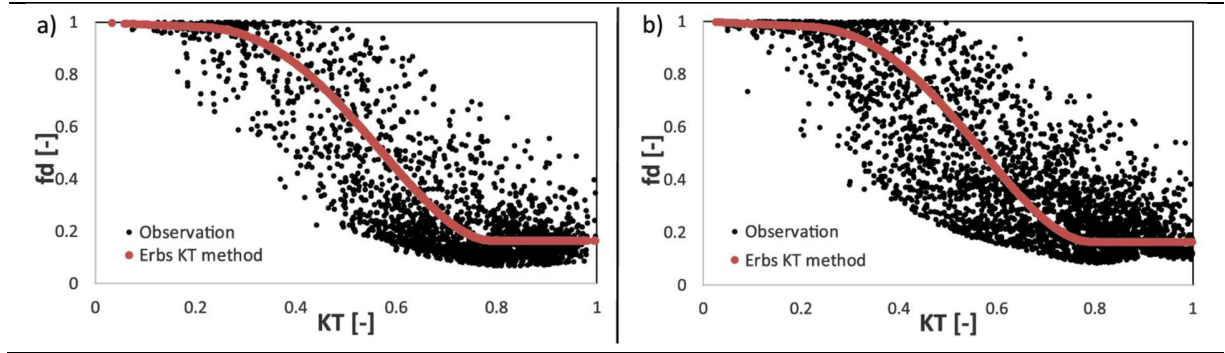 a)
1
0.8
0.6
0.4
0.2
0
fd [-]
Observation
Erbs KT method
0 0.2 0.4 0.6 0.8 1
KT [-]
b)
1
0.8
0.6
0.4
0.2
0
fd [-]
Observation
Erbs KT method
0 0.2 0.4 0.6 0.8 1
KT [-]